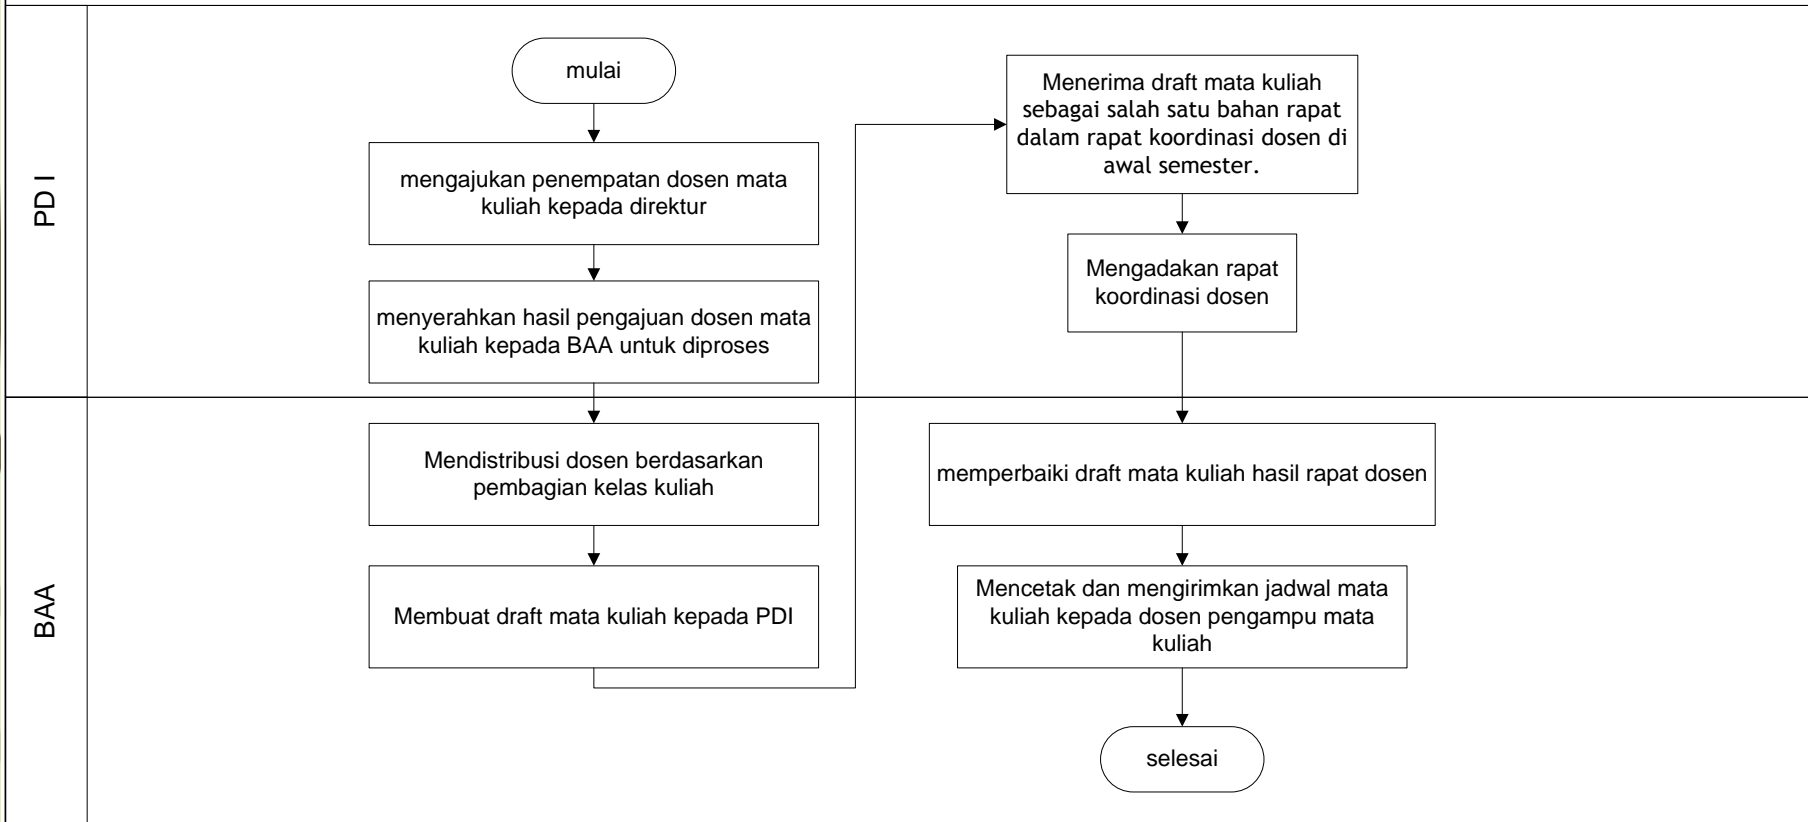 PD I
mulai
mengajukan penempatan dosen mata
kuliah kepada direktur
menyerahkan hasil pengajuan dosen mata
kuliah kepada BAA untuk diproses
BAA
Mendistribusi dosen berdasarkan
pembagian kelas kuliah
Membuat draft mata kuliah kepada PDI
Menerima draft mata kuliah
sebagai salah satu bahan rapat
dalam rapat koordinasi dosen di
awal semester.
Mengadakan rapat
koordinasi dosen
memperbaiki draft mata kuliah hasil rapat dosen
Mencetak dan mengirimkan jadwal mata
kuliah kepada dosen pengampu mata
kuliah
selesai